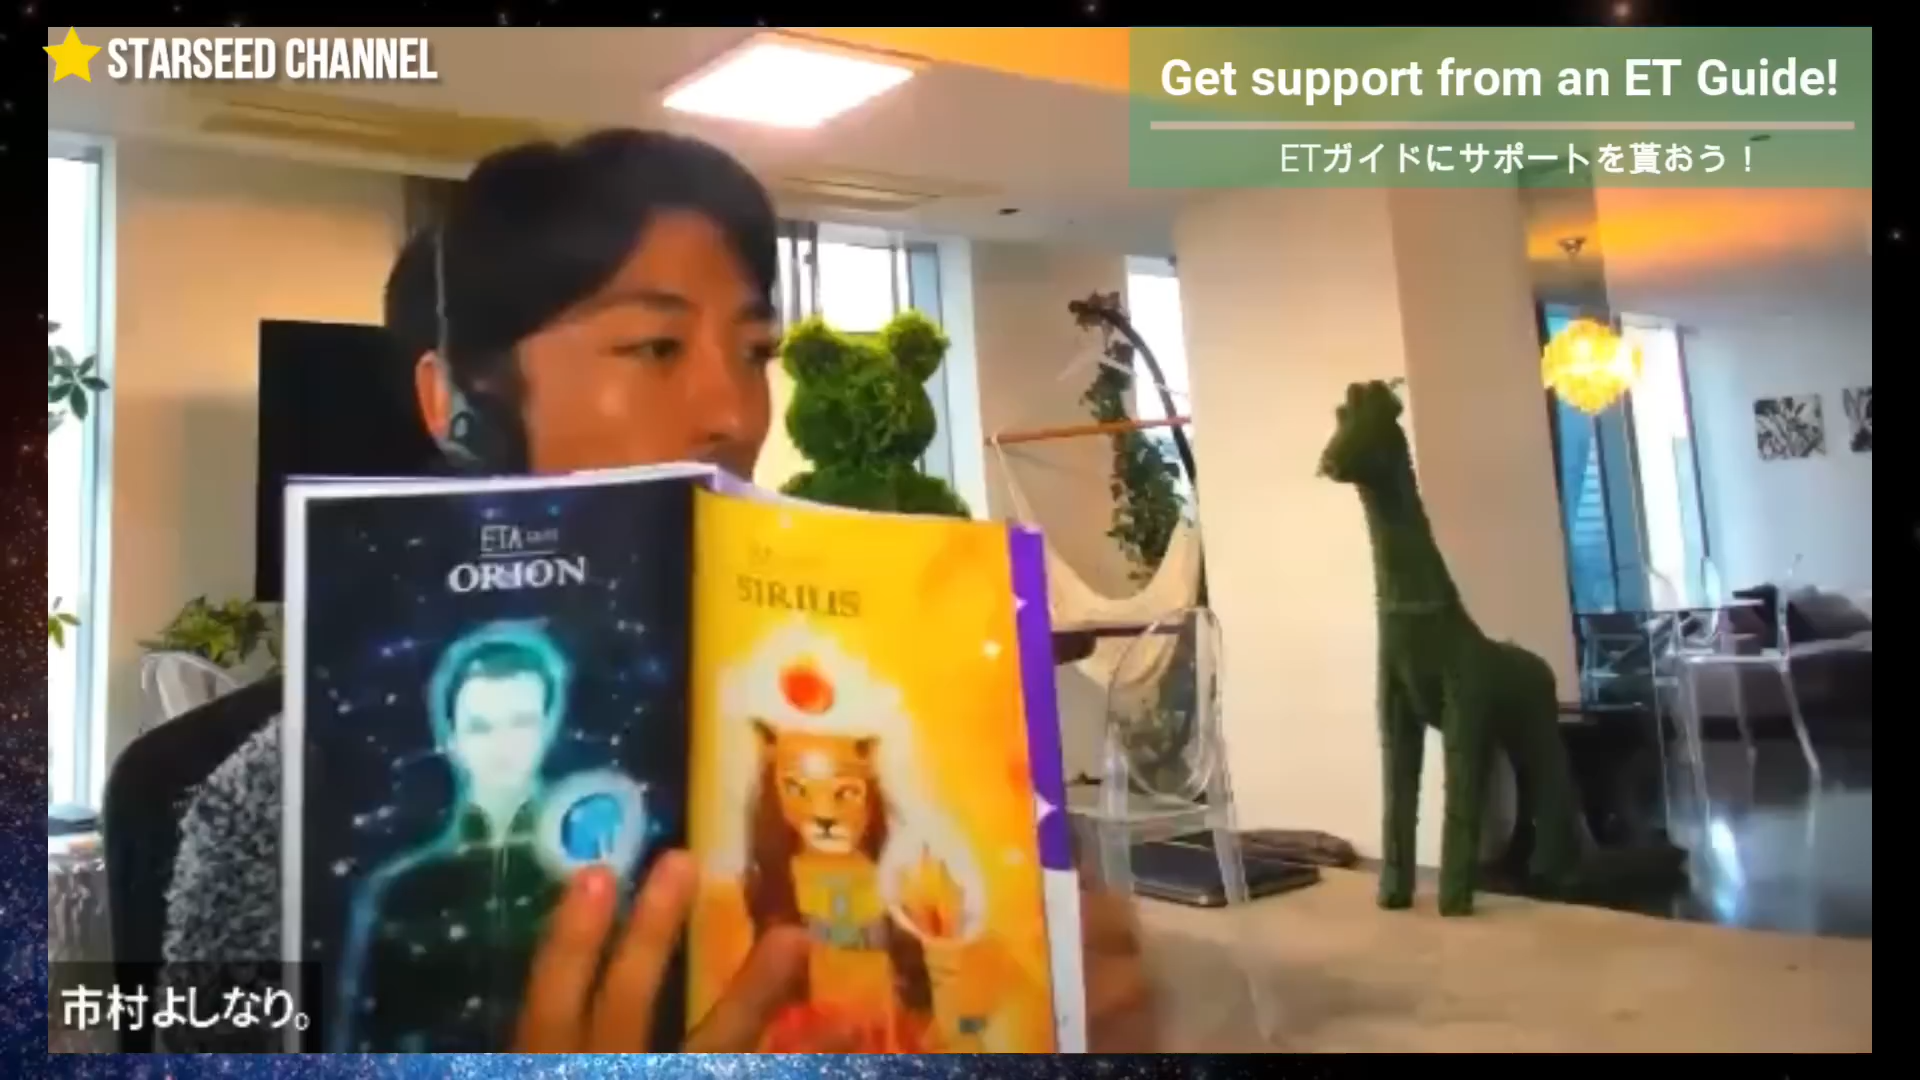 STARSEED CHANNEL
Get support from an ET Guide!
ETガイドにサポートを貰おう！
ETA
ORION
SIRIUS
市村よしなり。